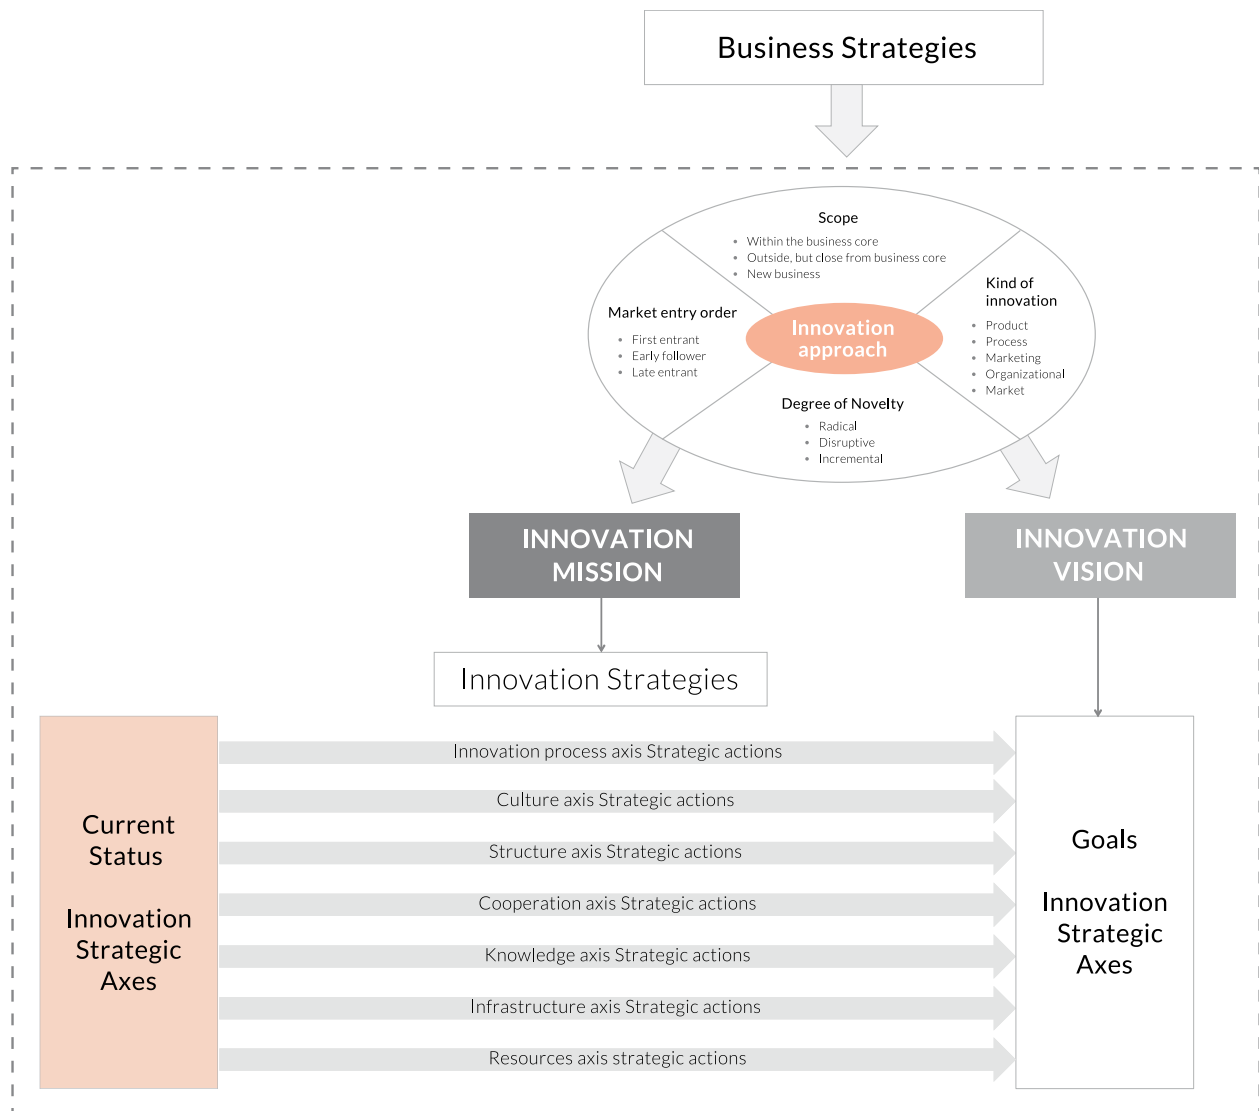 Business Strategies
Scope
• Within the business core
• Outside, but close from business core
• New business
Market entry order
• First entrant
• Early follower
• Late entrant
Innovation
approach
Kind of
innovation
• Product
• Process
• Marketing
• Organizational
• Market
Degree of Novelty
• Radical
• Disruptive
• Incremental
INNOVATION
MISSION
INNOVATION
VISION
Innovation Strategies
Current
Status
Innovation
Strategic
Axes
Innovation process axis Strategic actions
Culture axis Strategic actions
Structure axis Strategic actions
Cooperation axis Strategic actions
Knowledge axis Strategic actions
Infrastructure axis Strategic actions
Resources axis strategic actions
Goals
Innovation
Strategic
Axes